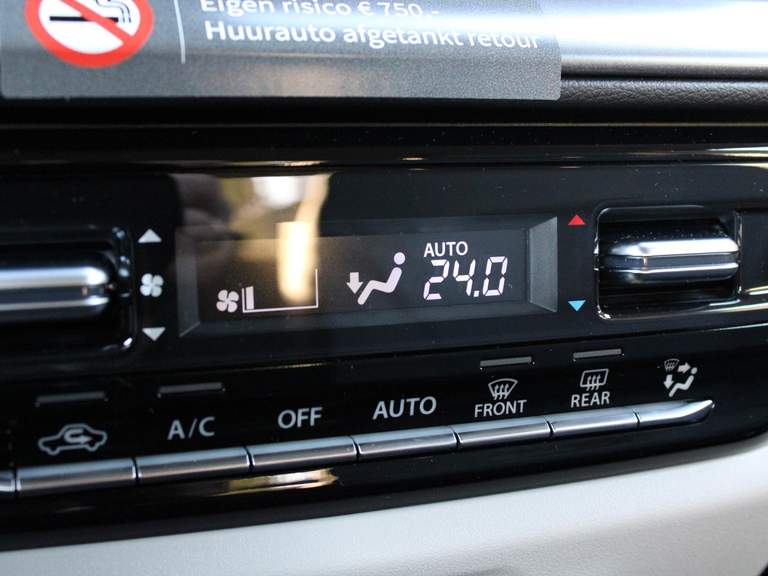 Eigen risico € 750,-
Huurauto afgetankt retour
AUTO
24.0
A/C
OFF
AUTO
FRONT
REAR